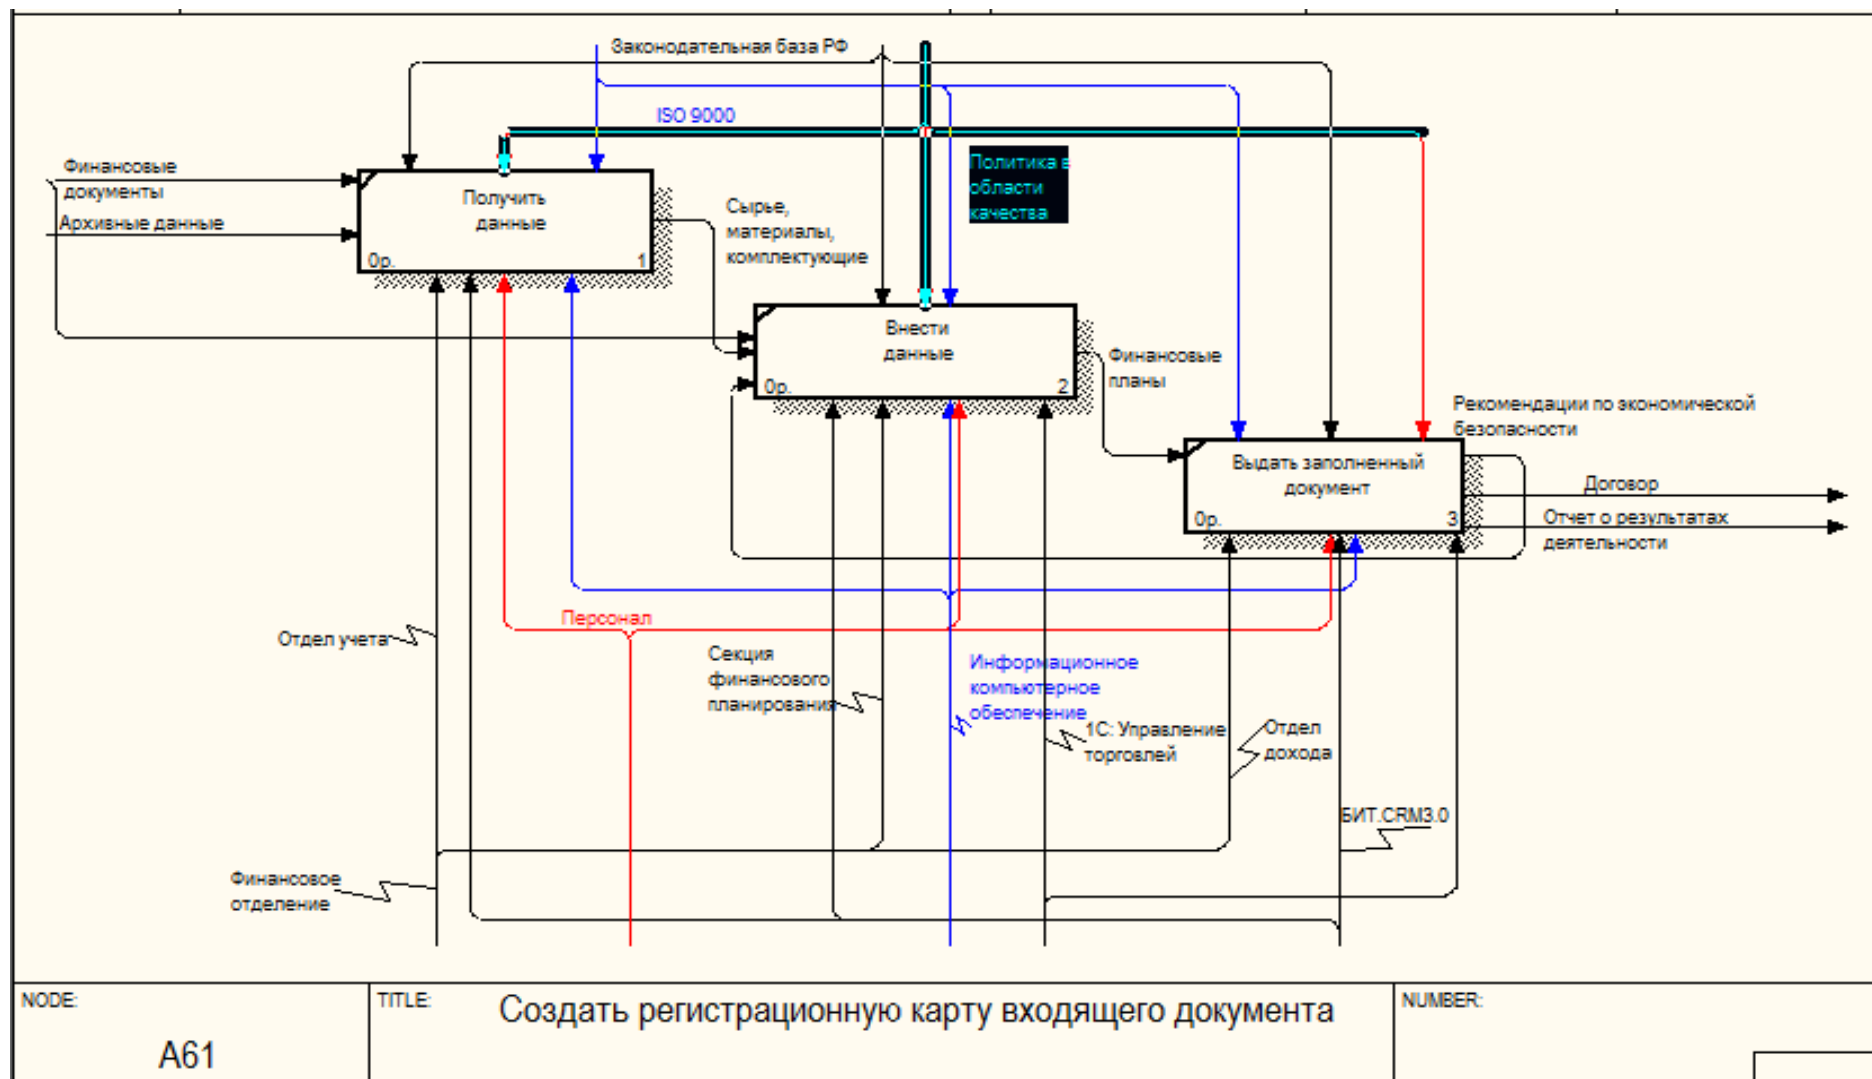 Законодательная база РФ
ISO 9000
Политика в
области
качества
Финансовые
документы
Архивные данные
Получить
данные
0р.
1
Сырье,
материалы,
комплектующие
Внести
данные
0р.
2
Финансовые
планы
Рекомендации по экономической
безопасности
Выдать заполненный
документ
0р.
3
Договор
Отчет о результатах
деятельности
Персонал
Отдел учета
Секция
финансового
планирования
Информационное
компьютерное
обеспечение
1С: Управление
торговлей
Отдел
дохода
БИТ.CRM3.0
Финансовое
отделение
NODE:
A61
TITLE:
Создать регистрационную карту входящего документа
NUMBER: